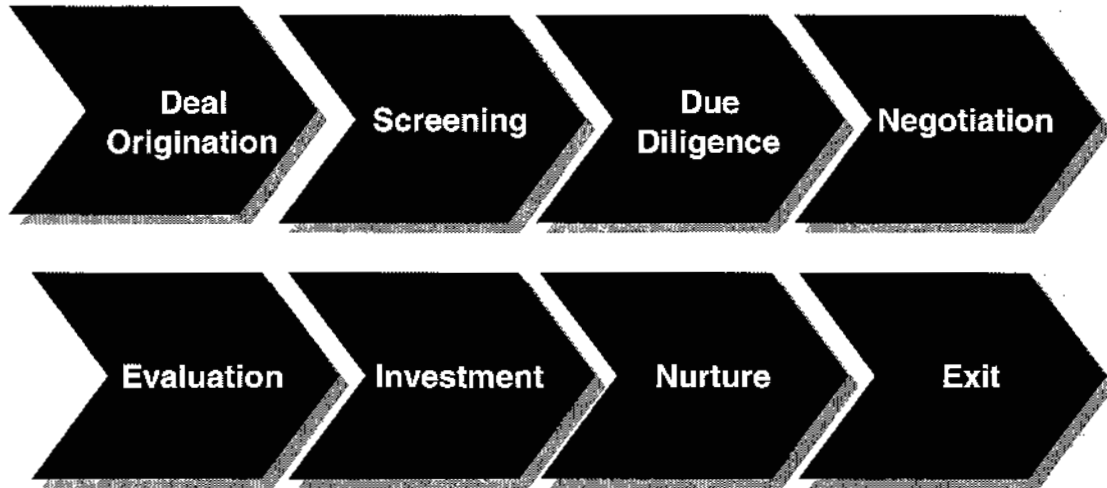 Deal
Origination
Screening
Due
Diligence
Negotiation
Evaluation
Investment
Nurture
Exit